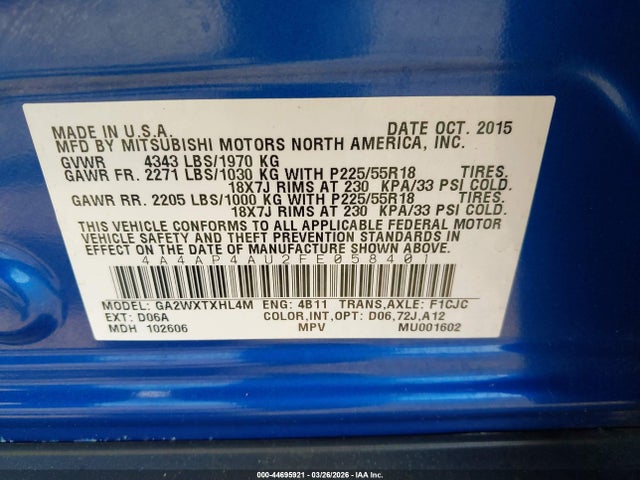 MADE IN U.S.A. DATE OCT. 2015
MFD BY MITSUBISHI MOTORS NORTH AMERICA, INC.
GVWR 4343 LBS/1970 KG
GAWR FR. 2271 LBS/1030 KG WITH P225/55R18 TIRES.
18X7J RIMS AT 230 KPA/33 PSI COLD.
GAWR RR. 2205 LBS/1000 KG WITH P225/55R18 TIRES.
18X7J RIMS AT 230 KPA/33 PSI COLD.
THIS VEHICLE CONFORMS TO ALL APPLICABLE FEDERAL MOTOR
VEHICLE SAFETY AND THEFT PREVENTION STANDARDS IN
EFFECT ON THE DATE OF MANUFACTURE SHOWN ABOVE.
4A4AP4AU2FE058401
MODEL: GA2WXTXHL4M ENG: 4B11 TRANS,AXLE: F1CJC
EXT: D06A COLOR,INT,OPT: D06,72J,A12
MDH 102606 MPV MU001602
000-44695921 - 03/26/2026 - IAA Inc.